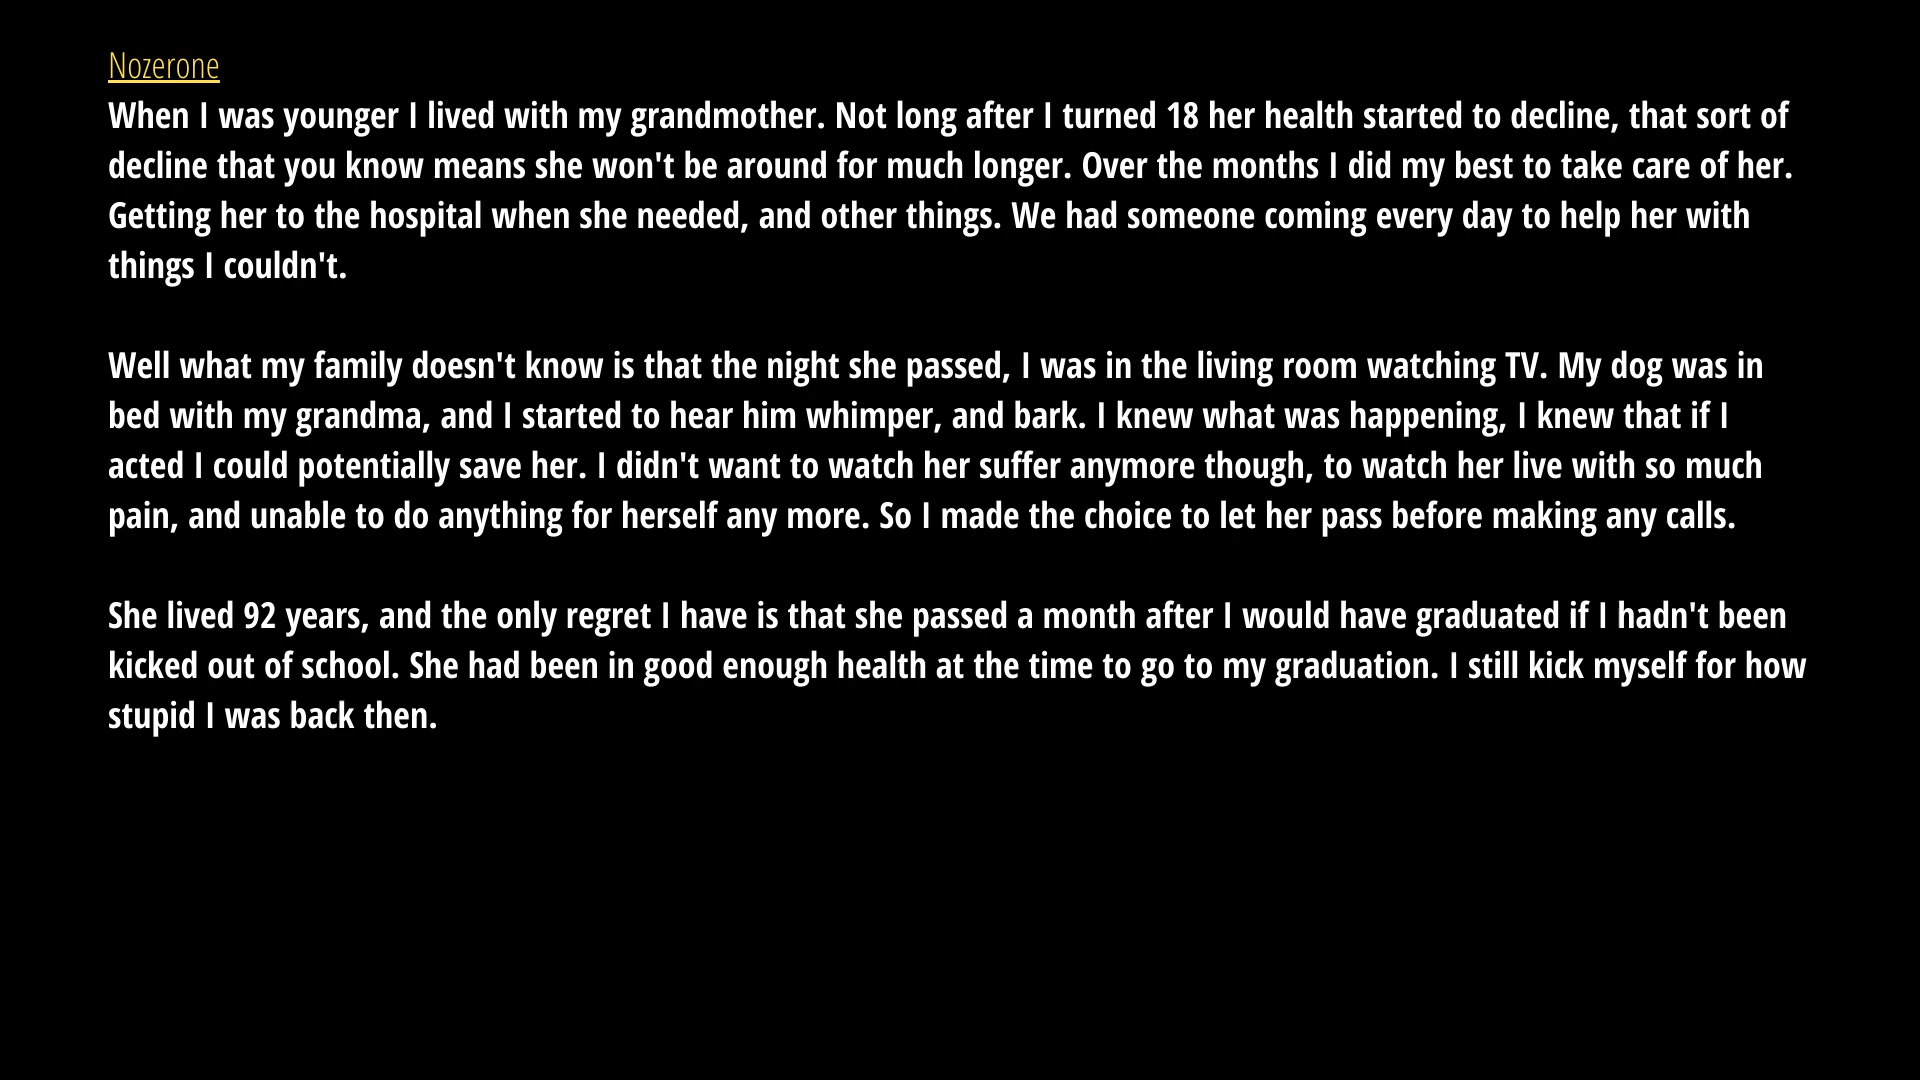 Nozerone
When I was younger I lived with my grandmother. Not long after I turned 18 her health started to decline, that sort of
decline that you know means she won't be around for much longer. Over the months I did my best to take care of her.
Getting her to the hospital when she needed, and other things. We had someone coming every day to help her with
things I couldn't.
Well what my family doesn't know is that the night she passed, I was in the living room watching TV. My dog was in
bed with my grandma, and I started to hear him whimper, and bark. I knew what was happening, I knew that if I
acted I could potentially save her. I didn't want to watch her suffer anymore though, to watch her live with so much
pain, and unable to do anything for herself any more. So I made the choice to let her pass before making any calls.
She lived 92 years, and the only regret I have is that she passed a month after I would have graduated if I hadn't been
kicked out of school. She had been in good enough health at the time to go to my graduation. I still kick myself for how
stupid I was back then.